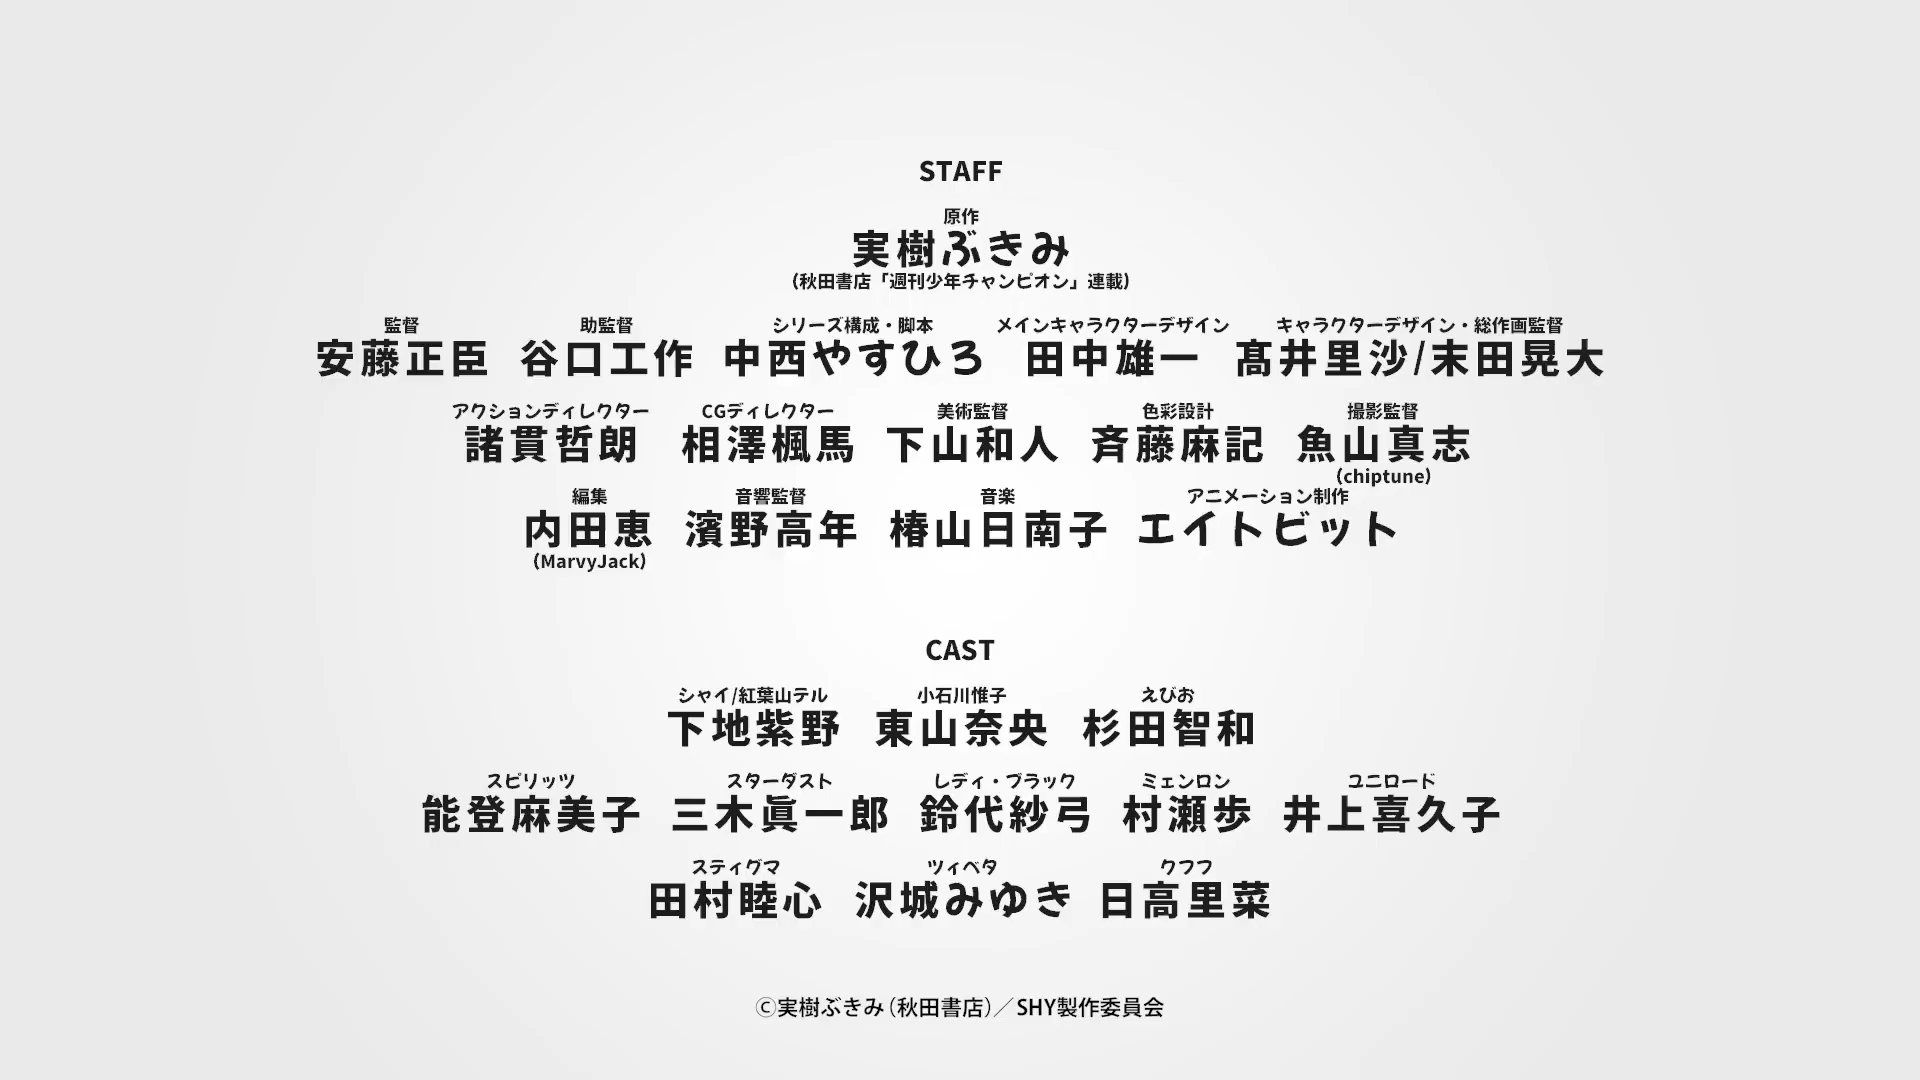 STAFF
原作
実樹ぶきみ
(秋田書店「週刊少年チャンピオン」連載)
監督 助監督 シリーズ構成・脚本 メインキャラクターデザイン キャラクターデザイン・総作画監督
安藤正臣 谷口工作 中西やすひろ 田中雄一 髙井里沙/末田晃大
アクションディレクター CGディレクター 美術監督 色彩設計 撮影監督
諸貫哲朗 相澤楓馬 下山和人 斉藤麻記 魚山真志
(chiptune)
編集 音響監督 音楽 アニメーション制作
内田恵 濱野高年 椿山日南子 エイトビット
(MarvyJack)
CAST
シャイ/紅葉山テル 小石川惟子 えびお
下地紫野 東山奈央 杉田智和
スピリッツ スターダスト レディ・ブラック ミェンロン ユニロード
能登麻美子 三木眞一郎 鈴代紗弓 村瀬歩 井上喜久子
スティグマ ツィベタ クフフ
田村睦心 沢城みゆき 日高里菜
Ⓒ実樹ぶきみ(秋田書店)／SHY製作委員会